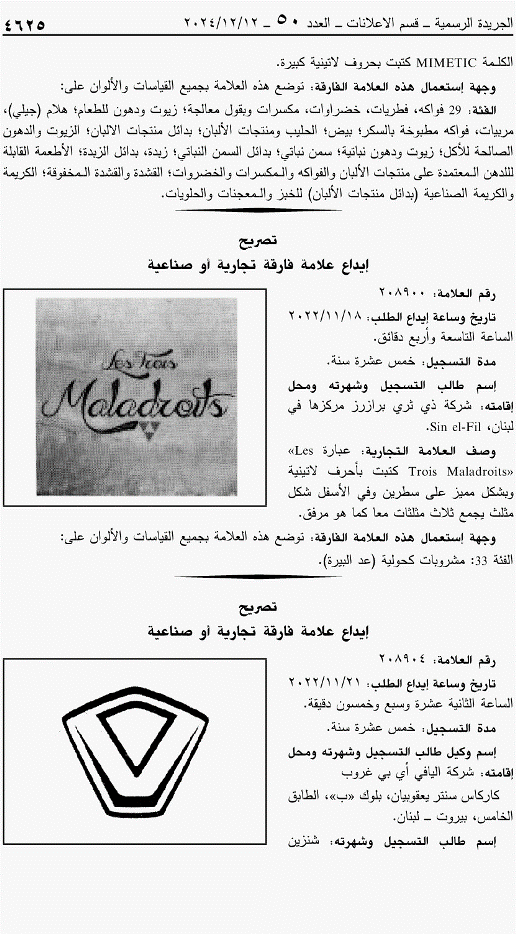 الجريدة الرسمية ــ قسم الاعلانات ــ العدد ٥٠ ــ ٢٠٢٤/١٢/١٢
٤٦٢٥
الكلمة MIMETIC كتبت بحروف لاتينية كبيرة.
وجهة إستعمال هذه العلامة الفارقة: توضع هذه العلامة بجميع القياسات والألوان على:
الفئة: 29 فواكه، فطريات، خضراوات، مكسرات وبقول معالجة؛ زيوت ودهون للطعام؛ هلام (جيلي)،
مربيات، فواكه مطبوخة بالسكر؛ بيض؛ الحليب ومنتجات الألبان؛ بدائل منتجات الالبان؛ الزيوت والدهون
الصالحة للأكل؛ زيوت ودهون نباتية؛ سمن نباتي؛ بدائل السمن النباتي؛ زبدة، بدائل الزبدة؛ الأطعمة القابلة
لللدهن المعتمدة على منتجات الألبان والفواكه والمكسرات والخضروات؛ القشدة والقشدة المخفوقة؛ الكريمة
والكريمة الصناعية (بدائل منتجات الألبان) للخبز والمعجنات والحلويات.
تصريح
إيداع علامة فارقة تجارية أو صناعية
رقم العلامة: ٢٠٨٩٠٠
تاريخ وساعة إيداع الطلب: ٢٠٢٢/١١/١٨
الساعة التاسعة وأربع دقائق.
مدة التسجيل: خمس عشرة سنة.
إسم طالب التسجيل وشهرته ومحل
إقامته: شركة ذي ثري برازرز مركزها في
لبنان، Sin el-Fil.
وصف العلامة التجارية: عبارة «Les
Trois Maladroits» كتبت بأحرف لاتينية
وبشكل مميز على سطرين وفي الأسفل شكل
مثلث يجمع ثلاث مثلثات معا كما هو مرفق.
Les Trois
Maladroits
وجهة إستعمال هذه العلامة الفارقة: توضع هذه العلامة بجميع القياسات والألوان على:
الفئة 33: مشروبات كحولية (عد البيرة).
تصريح
إيداع علامة فارقة تجارية أو صناعية
رقم العلامة: ٢٠٨٩٠٤
تاريخ وساعة إيداع الطلب: ٢٠٢٢/١١/٢١
الساعة الثانية عشرة وسبع وخمسون دقيقة.
مدة التسجيل: خمس عشرة سنة.
إسم وكيل طالب التسجيل وشهرته ومحل
إقامته: شركة اليافي أي بي غروب
كاركاس سنتر يعقوبيان، بلوك «ب»، الطابق
الخامس، بيروت ــ لبنان.
إسم طالب التسجيل وشهرته: شنزين